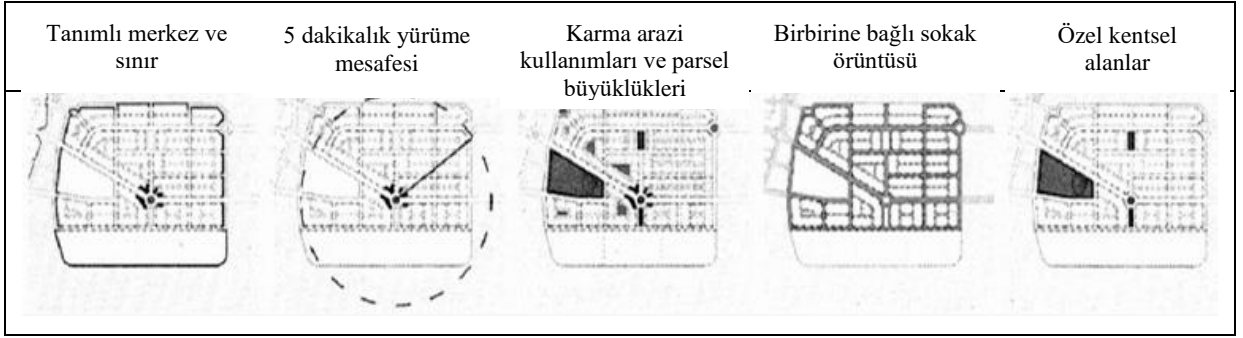 Tanımlı merkez ve
sınır
5 dakikalık yürüme
mesafesi
Karma arazi
kullanımları ve parsel
büyüklükleri
Birbirine bağlı sokak
örüntüsü
Özel kentsel
alanlar